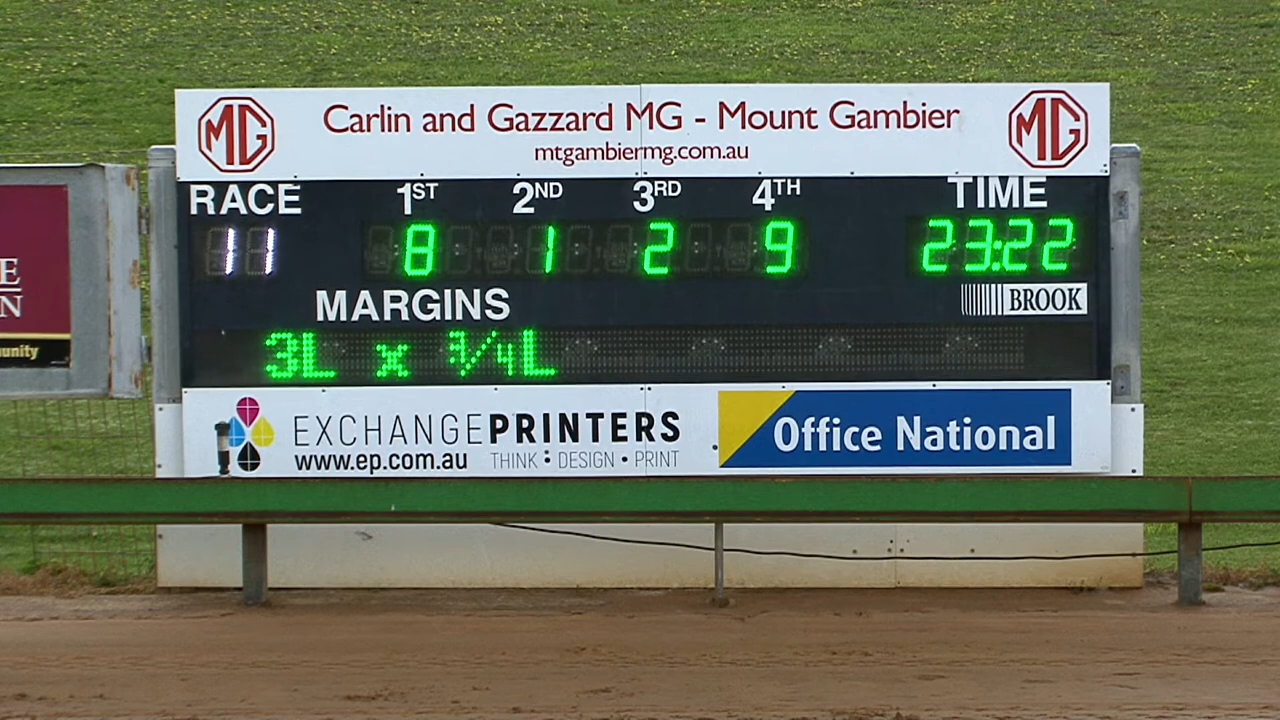 MG Carlin and Gazzard MG - Mount Gambier MG
mtgambiermg.com.au
RACE 1ST 2ND 3RD 4TH TIME
11 8 1 2 9 23:22
MARGINS BROOK
3L x ¾L
EXCHANGEPRINTERS
www.ep.com.au THINK : DESIGN • PRINT
Office National
E
N
unity